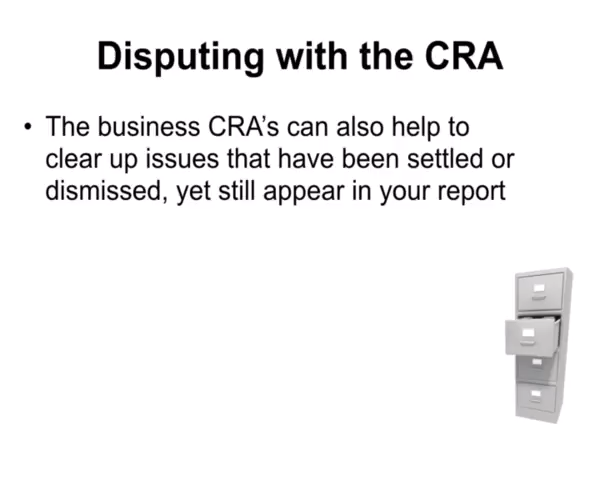 Disputing with the CRA
• The business CRA's can also help to
clear up issues that have been settled or
dismissed, yet still appear in your report